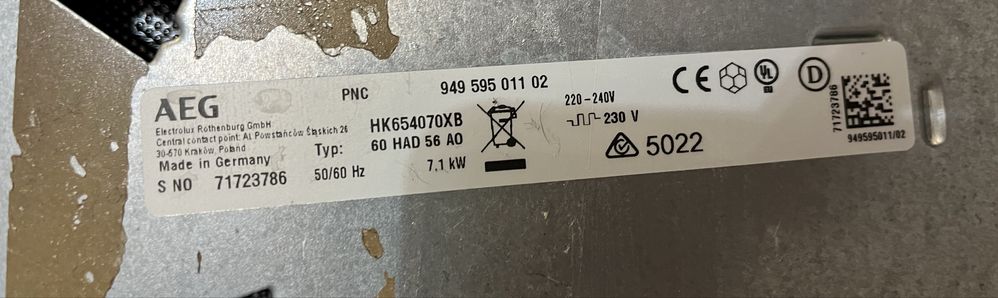 AEG
Electrolux Rothenburg GmbH
Central contact point: Al. Powstańców Śląskich 26
30-570 Kraków, Poland
Made in Germany
S NO 71723786
PNC 949 595 011 02
HK654070XB
Typ: 60 HAD 56 AO
50/60 Hz 7,1 kW
220-240V
230 V
5022
CE
UL
D
71723786
949595011/02